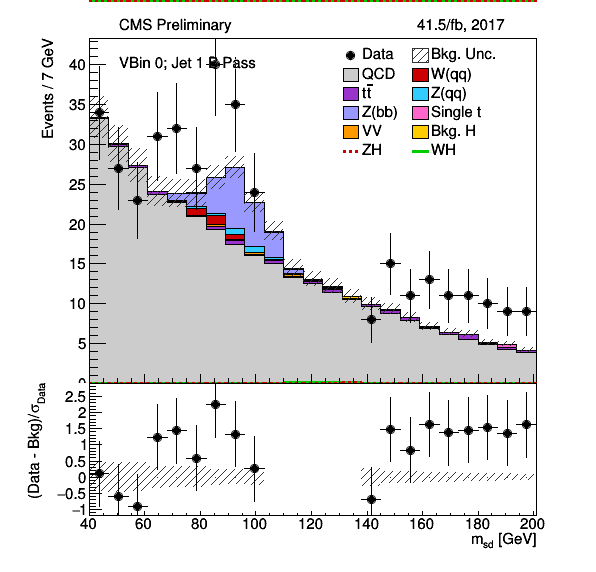 CMS Preliminary 41.5/fb, 2017
VBin 0; Jet 1 Pass
Data Bkg. Unc.
QCD W(qq)
tt̄ Z(qq)
Z(bb) Single t
VV Bkg. H
ZH WH
Events / 7 GeV
40
35
30
25
20
15
10
5
0
(Data - Bkg)/σData
2.5
2
1.5
1
0.5
0
−0.5
−1
40 60 80 100 120 140 160 180 200
msd [GeV]